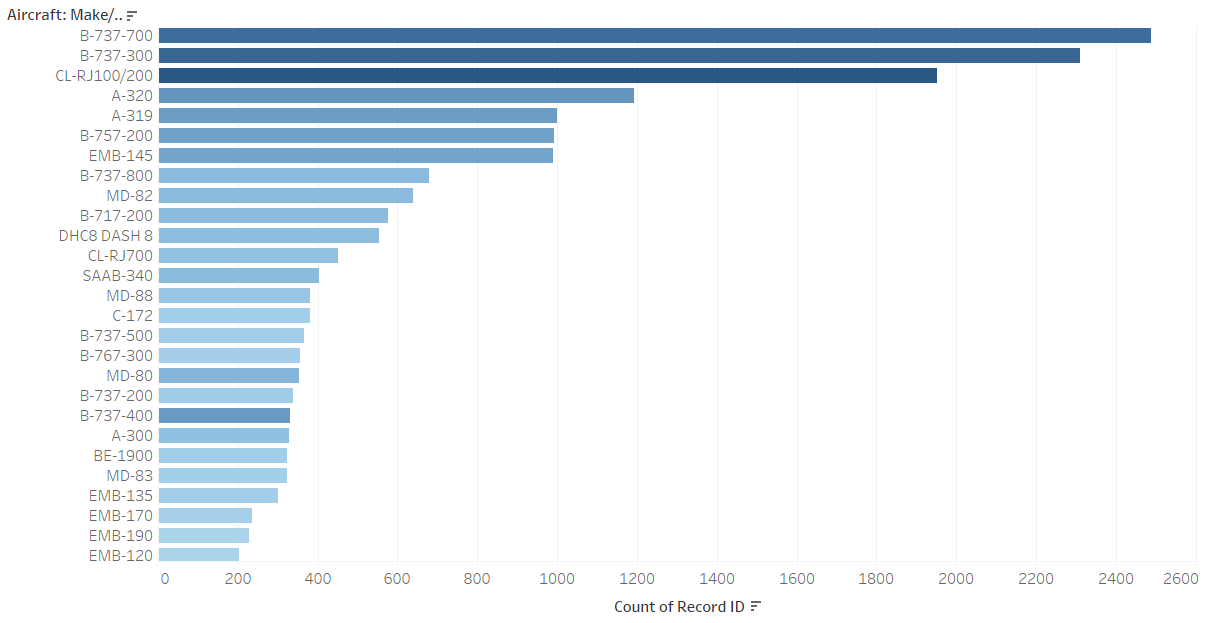 Aircraft: Make/..
B-737-700
B-737-300
CL-RJ100/200
A-320
A-319
B-757-200
EMB-145
B-737-800
MD-82
B-717-200
DHC8 DASH 8
CL-RJ700
SAAB-340
MD-88
C-172
B-737-500
B-767-300
MD-80
B-737-200
B-737-400
A-300
BE-1900
MD-83
EMB-135
EMB-170
EMB-190
EMB-120
0 200 400 600 800 1000 1200 1400 1600 1800 2000 2200 2400 2600
Count of Record ID